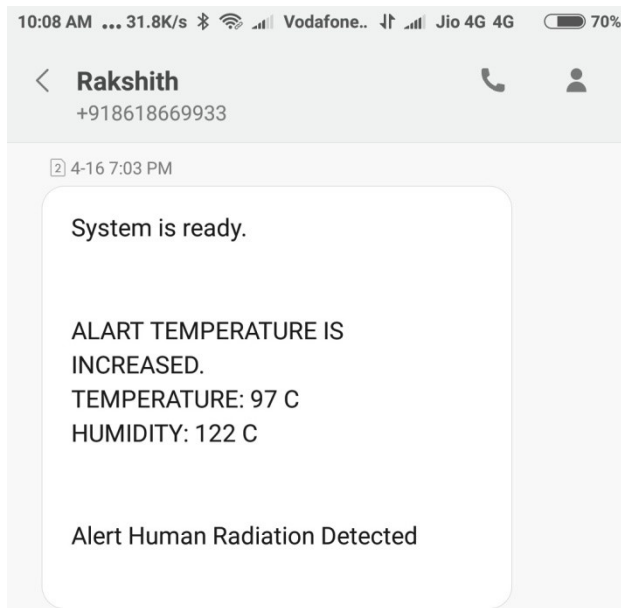 10:08 AM ... 31.8K/s Vodafone.. Jio 4G 4G 70%
Rakshith
+918618669933
2 4-16 7:03 PM
System is ready.
ALART TEMPERATURE IS
INCREASED.
TEMPERATURE: 97 C
HUMIDITY: 122 C
Alert Human Radiation Detected